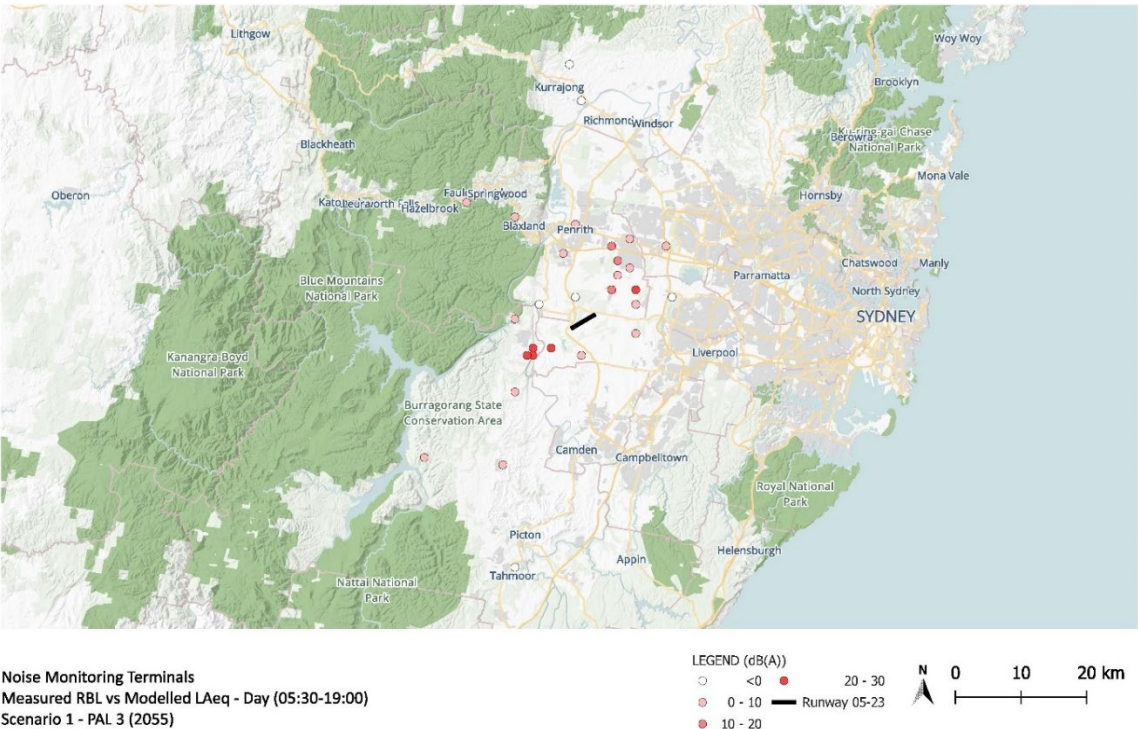 Woy Woy
Lithgow
Brooklyn
Kurrajong
Richmond
Windsor
Ku-ring-gai Chase
National Park
Berowra
Blackheath
Mona Vale
Oberon
Springwood
Hornsby
Hazelbrook
Blaxland
Penrith
Chatswood
Manly
Parramatta
Blue Mountains
National Park
North Sydney
SYDNEY
Kanangra-Boyd
National Park
Liverpool
Burragorang State
Conservation Area
Camden
Campbelltown
Royal National
Park
Picton
Helensburgh
Appin
Tahmoor
Nattai National
Park
LEGEND (dB(A))
<0
20 - 30
0 - 10
Runway 05-23
10 - 20
N
0 10 20 km
Noise Monitoring Terminals
Measured RBL vs Modelled LAeq - Day (05:30-19:00)
Scenario 1 - PAL 3 (2055)